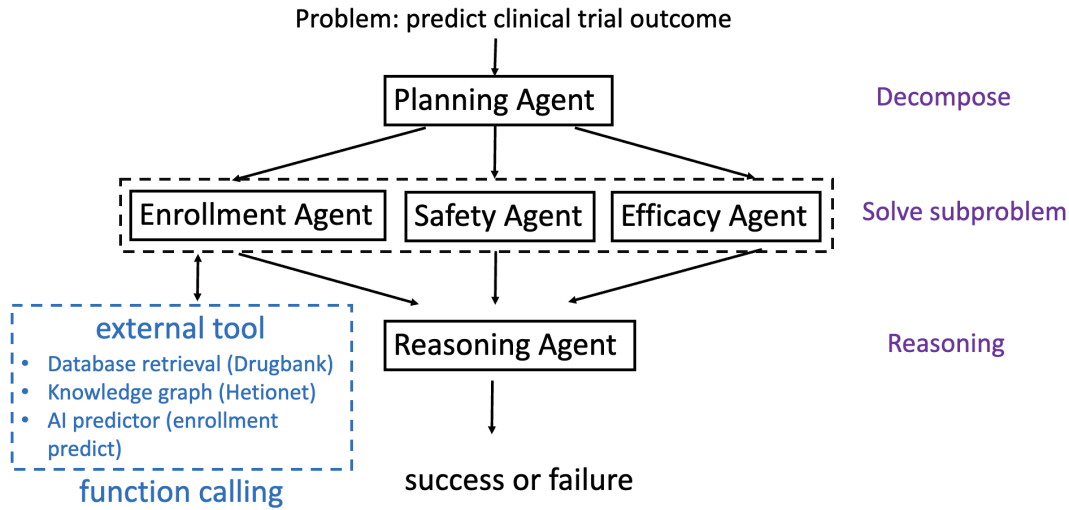 Problem: predict clinical trial outcome
Planning Agent
Decompose
Enrollment Agent
Safety Agent
Efficacy Agent
Solve subproblem
external tool
• Database retrieval (Drugbank)
• Knowledge graph (Hetionet)
• AI predictor (enrollment
predict)
function calling
Reasoning Agent
Reasoning
success or failure